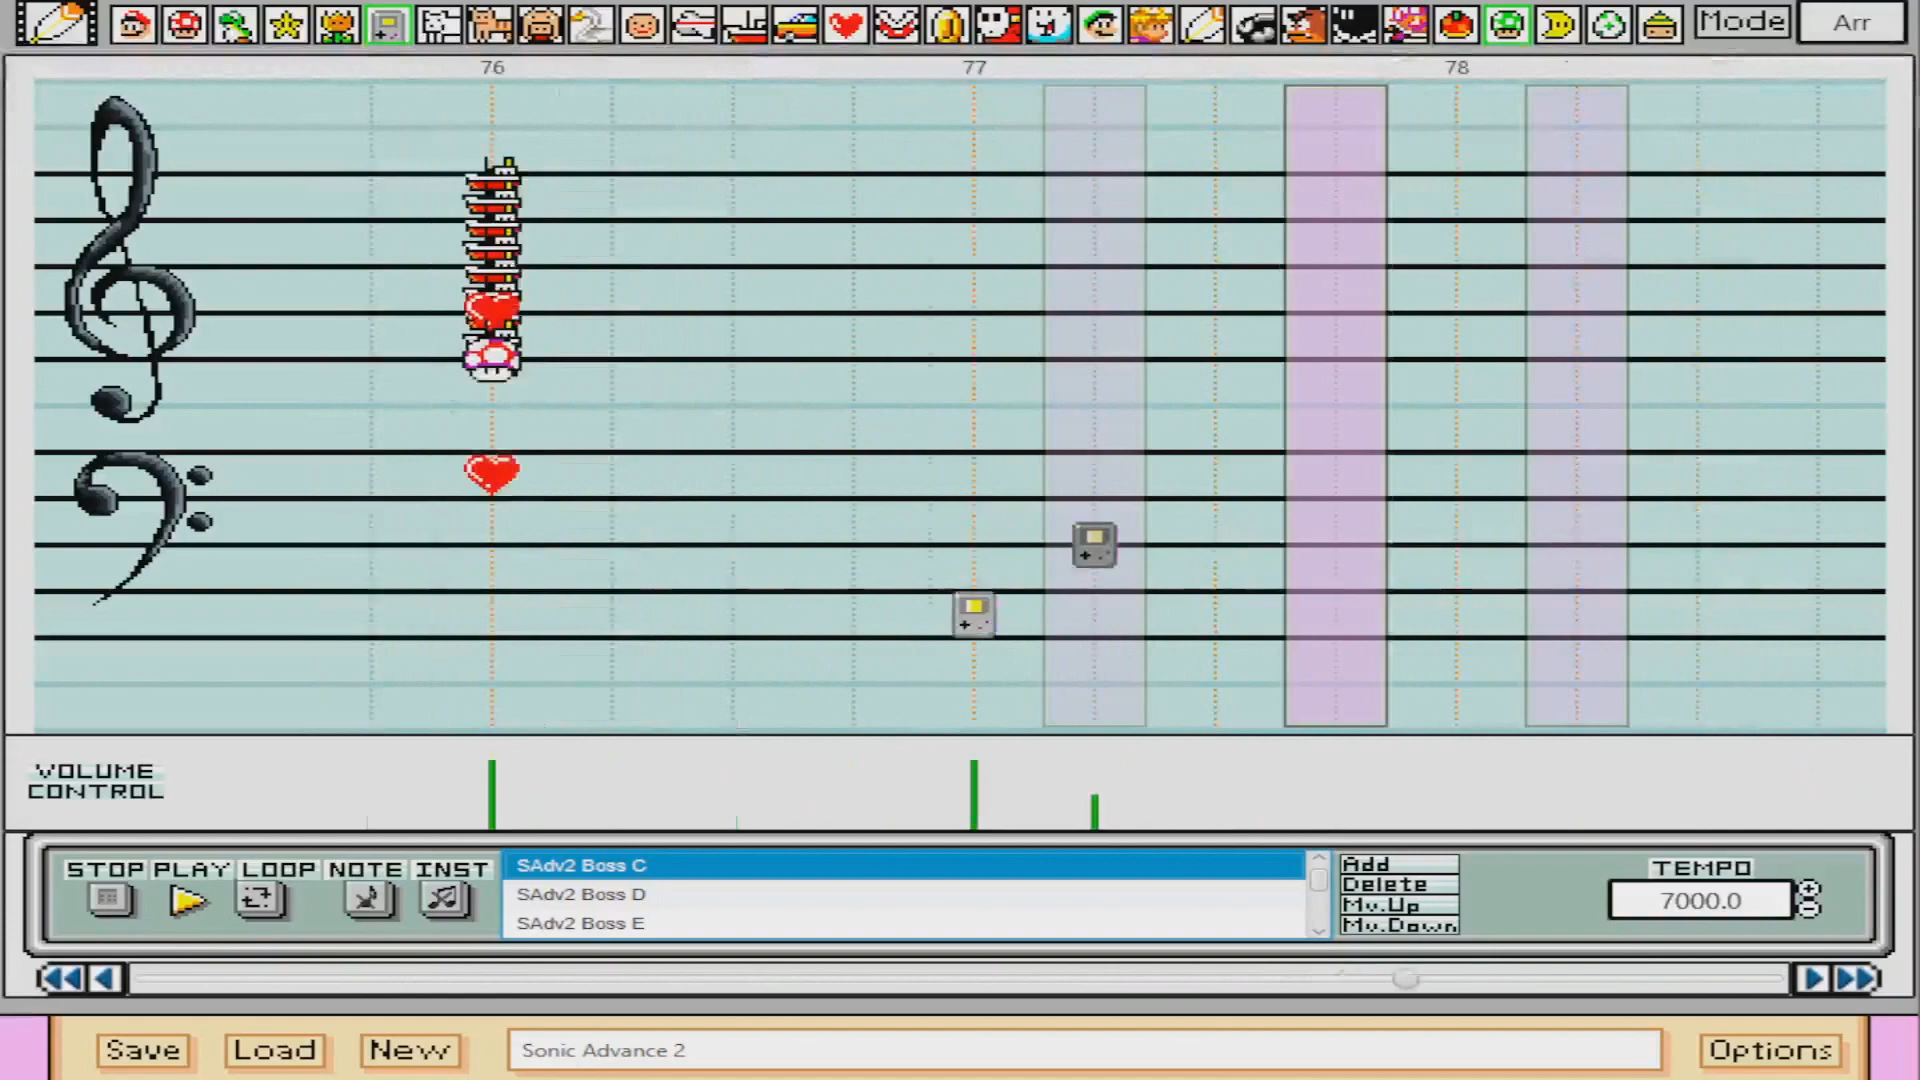 Mode Arr
76 77 78
VOLUME
CONTROL
STOP PLAY LOOP NOTE INST
SAdv2 Boss C
SAdv2 Boss D
SAdv2 Boss E
Add
Delete
Mv.Up
Mv.Down
TEMPO
7000.0
Save Load New Sonic Advance 2 Options